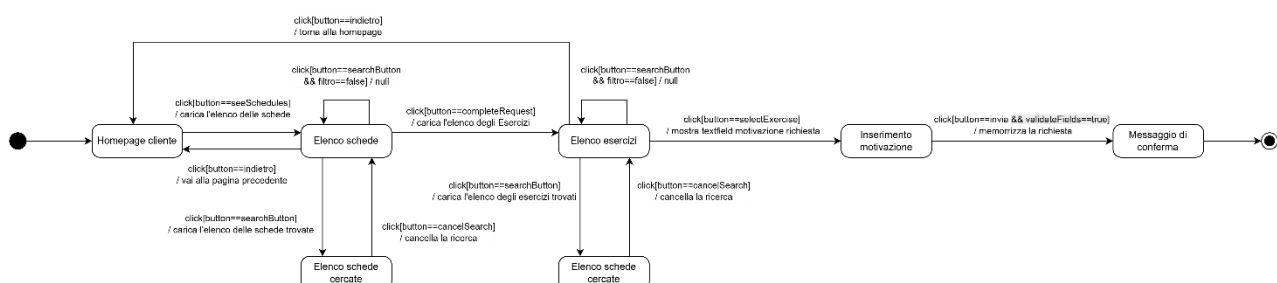 click[button==indietro]
/ torna alla homepage
click[button==searchButton
&& filtro==false] / null
click[button==searchButton
&& filtro==false] / null
click[button==seeSchedules]
/ carica l'elenco delle schede
click[button==completeRequest]
/ carica l'elenco degli Esercizi
click[button==selectExercise]
/ mostra textfield motivazione richiesta
click[button==invia && validateFields==true]
/ memorizza la richiesta
Homepage cliente
Elenco schede
Elenco esercizi
Inserimento
motivazione
Messaggio di
conferma
click[button==indietro]
/ vai alla pagina precedente
click[button==searchButton]
/ carica l'elenco degli esercizi trovati
click[button==cancelSearch]
/ cancella la ricerca
click[button==searchButton]
/ carica l'elenco delle schede trovate
click[button==cancelSearch]
/ cancella la ricerca
Elenco schede
cercate
Elenco schede
cercate